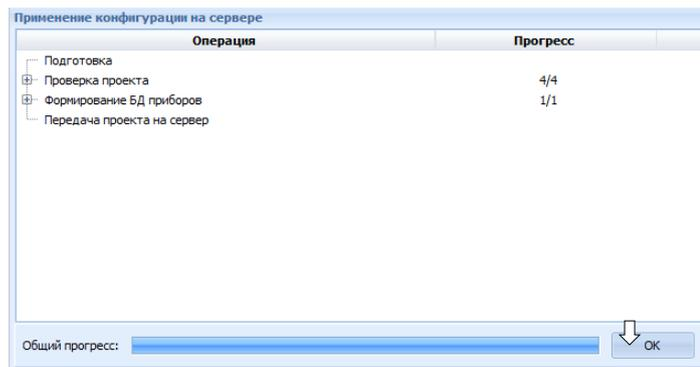 Применение конфигурации на сервере
Операция Прогресс
Подготовка
Проверка проекта 4/4
Формирование БД приборов 1/1
Передача проекта на сервер
Общий прогресс: OK